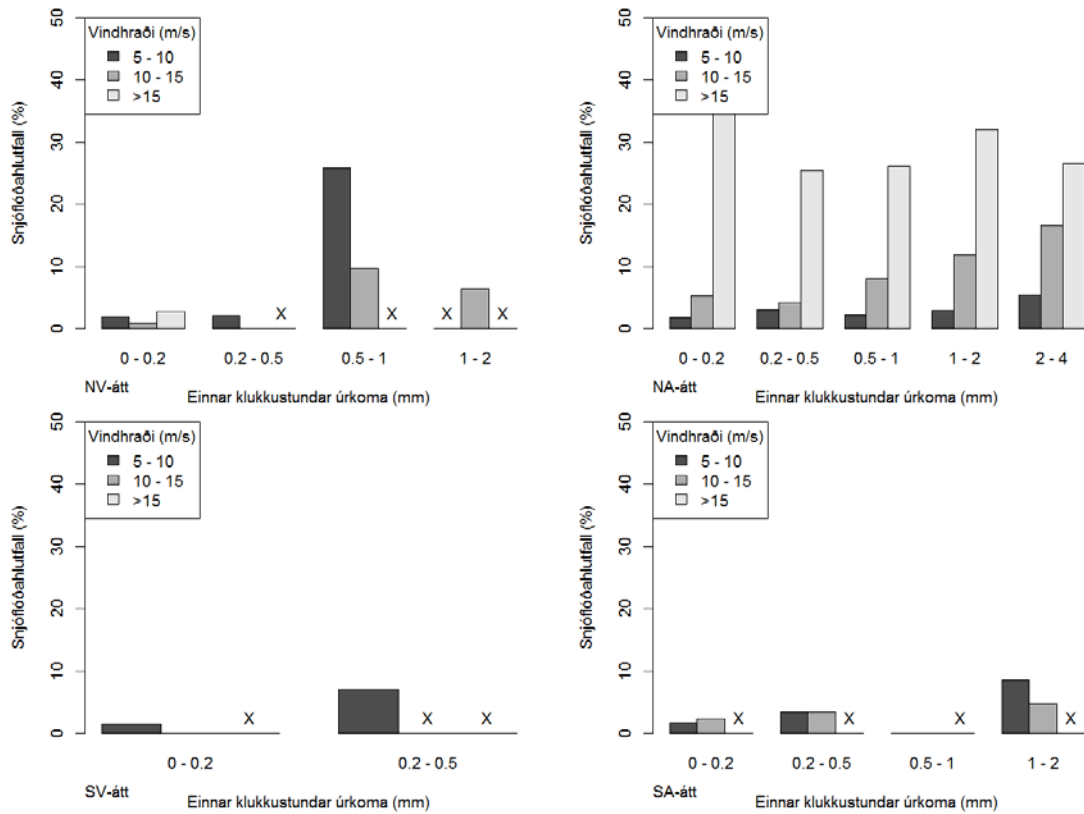 Vindhraði (m/s)
5 - 10
10 - 15
>15
Snjóflóðahlutfall (%)
50
40
30
20
10
0
X
X
X
X
0 - 0.2
0.2 - 0.5
0.5 - 1
1 - 2
NV-átt
Einnar klukkustundar úrkoma (mm)
Vindhraði (m/s)
5 - 10
10 - 15
>15
Snjóflóðahlutfall (%)
50
40
30
20
10
0
0 - 0.2
0.2 - 0.5
0.5 - 1
1 - 2
2 - 4
NA-átt
Einnar klukkustundar úrkoma (mm)
Vindhraði (m/s)
5 - 10
10 - 15
>15
Snjóflóðahlutfall (%)
50
40
30
20
10
0
X
X
X
0 - 0.2
0.2 - 0.5
SV-átt
Einnar klukkustundar úrkoma (mm)
Vindhraði (m/s)
5 - 10
10 - 15
>15
Snjóflóðahlutfall (%)
50
40
30
20
10
0
X
X
X
X
0 - 0.2
0.2 - 0.5
0.5 - 1
1 - 2
SA-átt
Einnar klukkustundar úrkoma (mm)